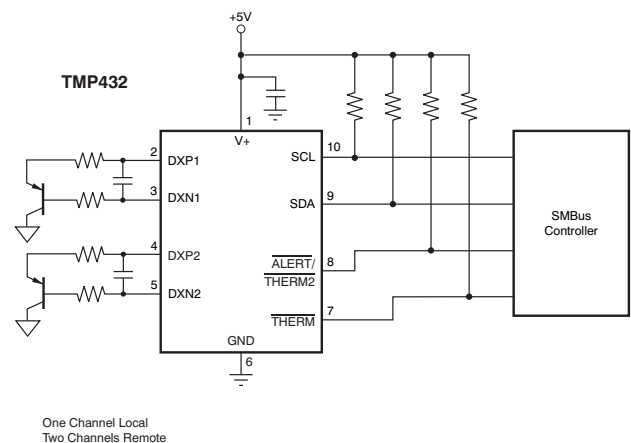 +5V
TMP432
1
V+
2 DXP1
3 DXN1
4 DXP2
5 DXN2
SCL 10
SDA 9
ALERT/ 8
THERM2
THERM 7
GND
6
SMBus
Controller
One Channel Local
Two Channels Remote